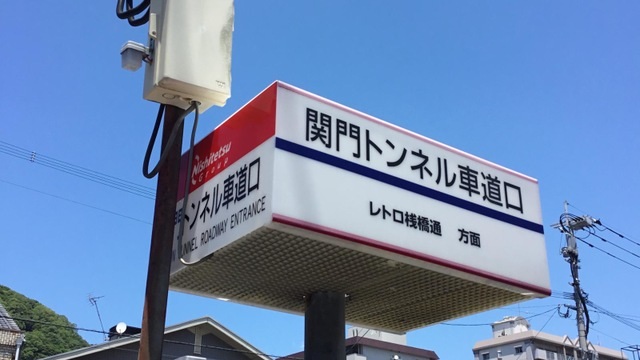 Nishitetsu
Group
トンネル車道口
TUNNEL ROADWAY ENTRANCE
関門トンネル車道口
レトロ桟橋通 方面